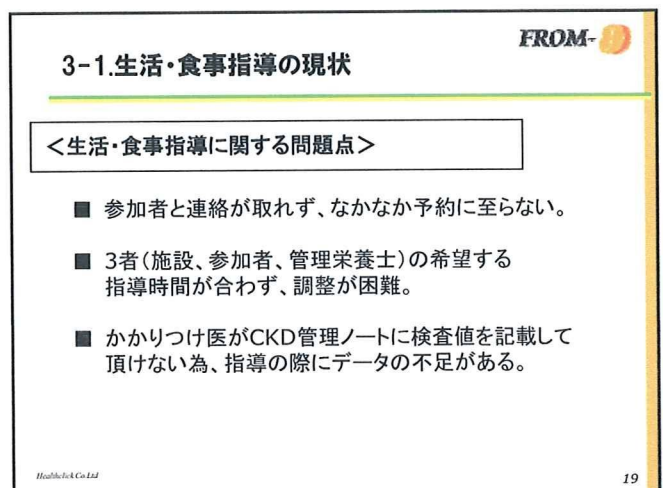 FROM-
3-1.生活・食事指導の現状
<生活・食事指導に関する問題点>
■ 参加者と連絡が取れず、なかなか予約に至らない。
■ 3者(施設、参加者、管理栄養士)の希望する
指導時間が合わず、調整が困難。
■ かかりつけ医がCKD管理ノートに検査値を記載して
頂けない為、指導の際にデータの不足がある。
Healthclick Co.Ltd
19